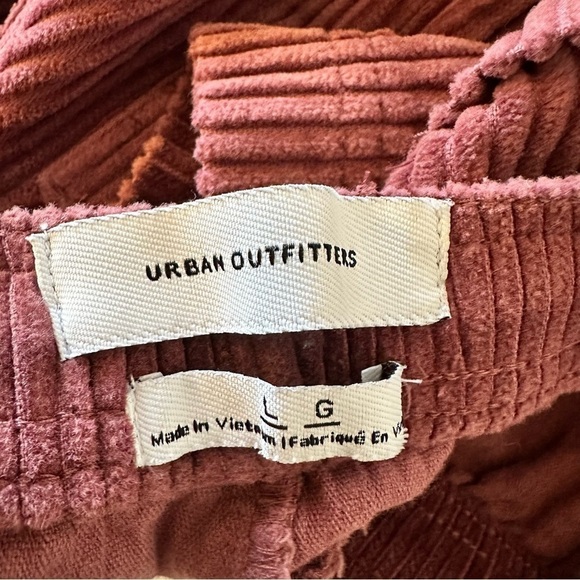 URBAN OUTFITTERS
L G
Made In Vietnam | Fabriqué En